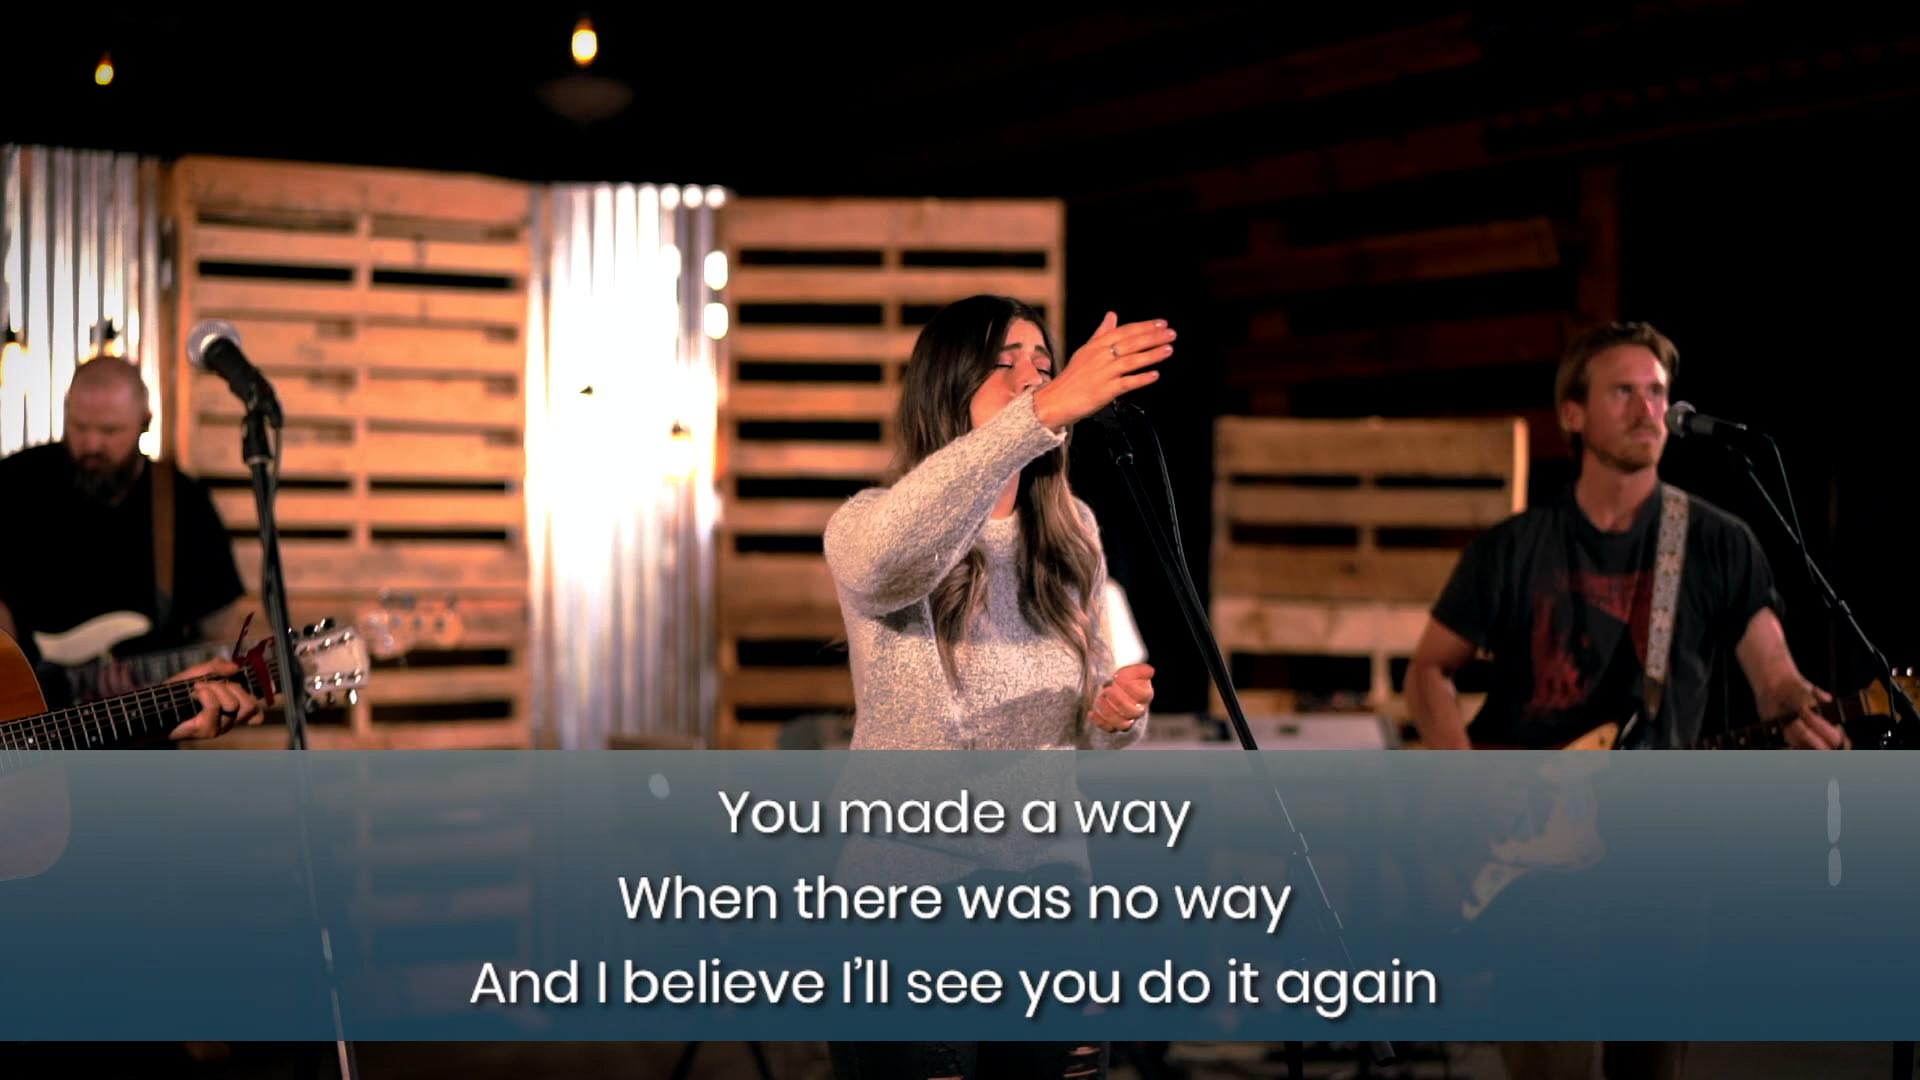 You made a way
When there was no way
And I believe I'll see you do it again